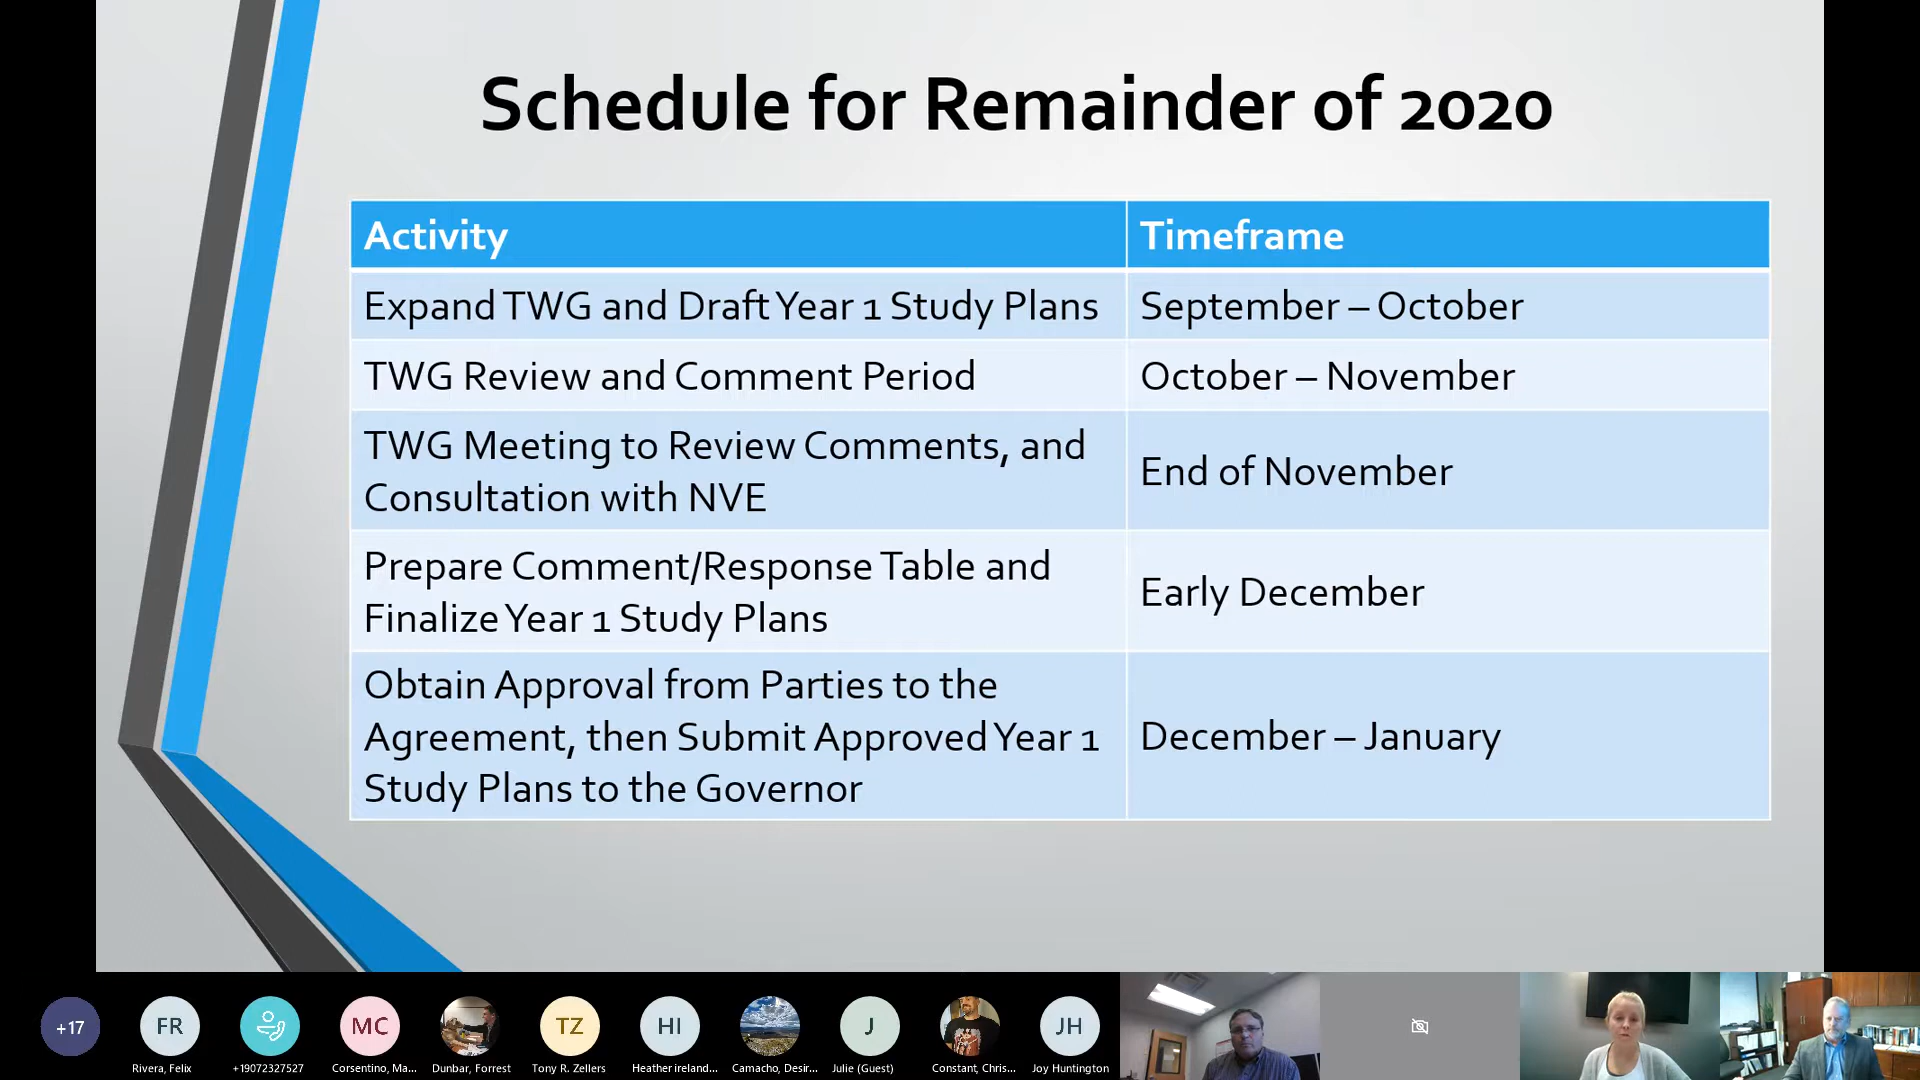 Schedule for Remainder of 2020
Activity
Timeframe
Expand TWG and Draft Year 1 Study Plans
September – October
TWG Review and Comment Period
October – November
TWG Meeting to Review Comments, and
Consultation with NVE
End of November
Prepare Comment/Response Table and
Finalize Year 1 Study Plans
Early December
Obtain Approval from Parties to the
Agreement, then Submit Approved Year 1
Study Plans to the Governor
December – January
+17
FR
MC
TZ
HI
J
JH
Rivera, Felix
+19072327527
Corsentino, Ma...
Dunbar, Forrest
Tony R. Zellers
Heather ireland...
Camacho, Desir...
Julie (Guest)
Constant, Chris...
Joy Huntington